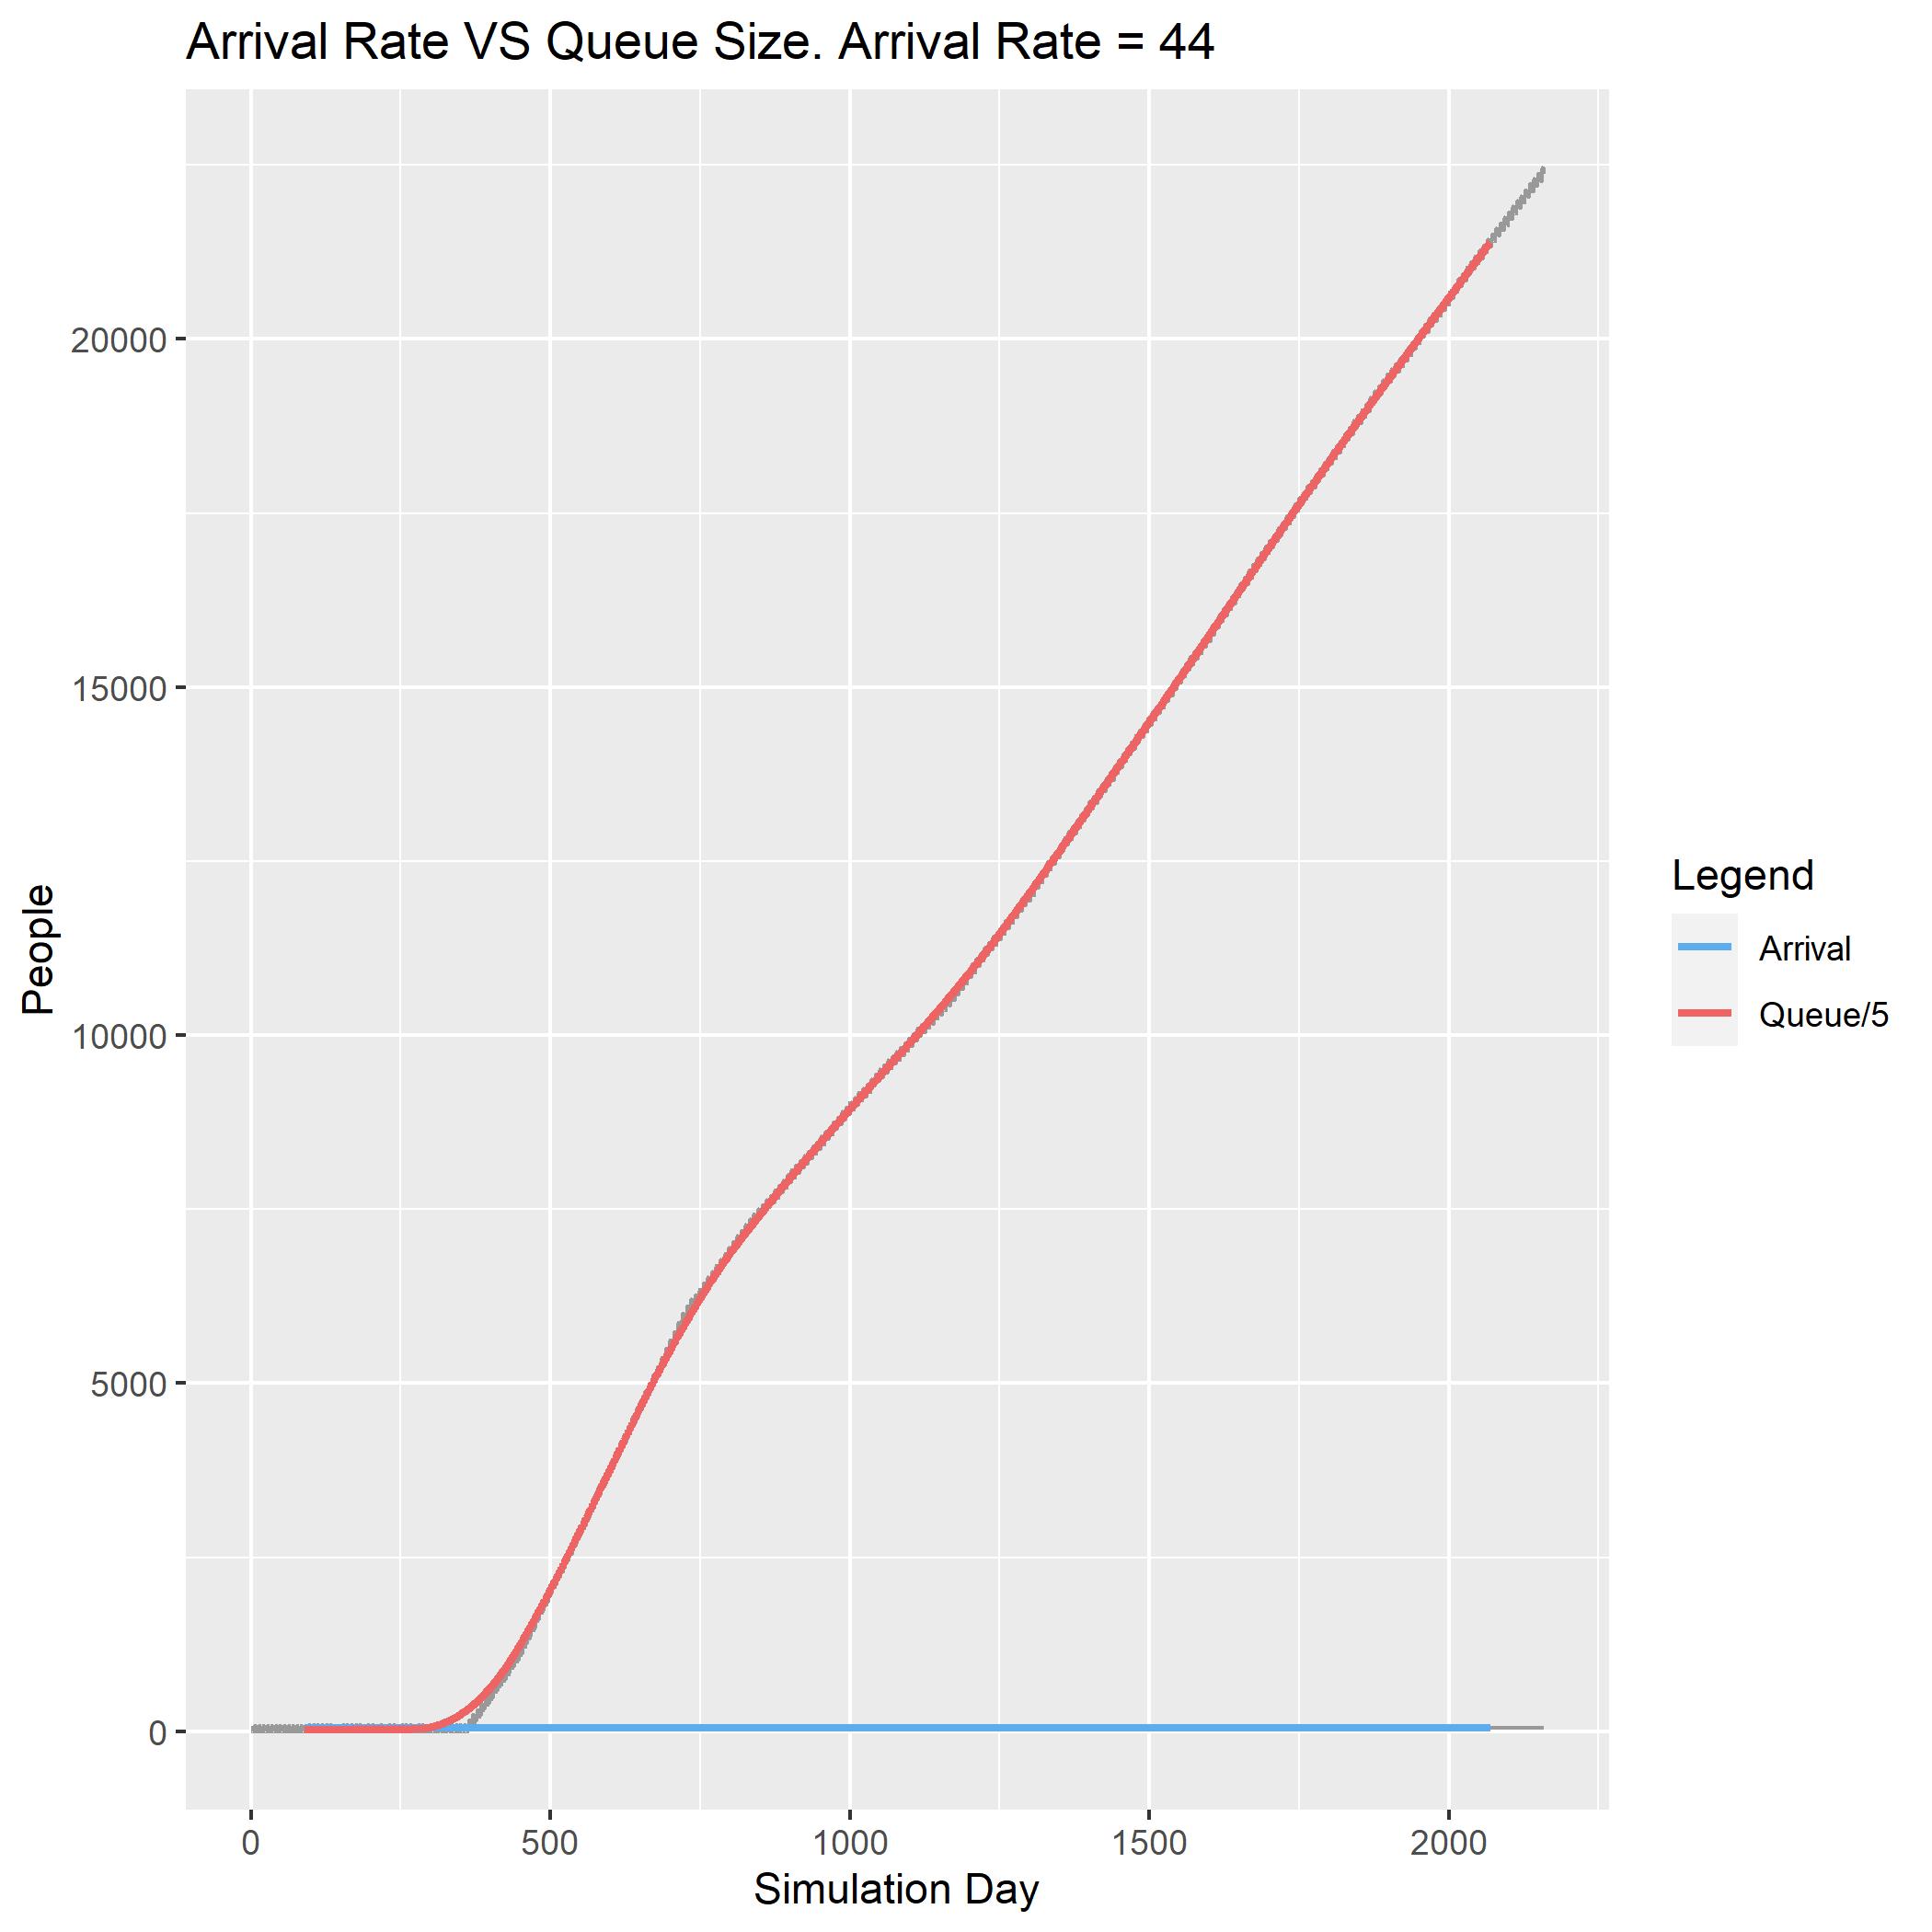 Arrival Rate VS Queue Size. Arrival Rate = 44
People
20000
15000
10000
5000
0
0 500 1000 1500 2000
Simulation Day
Legend
Arrival
Queue/5